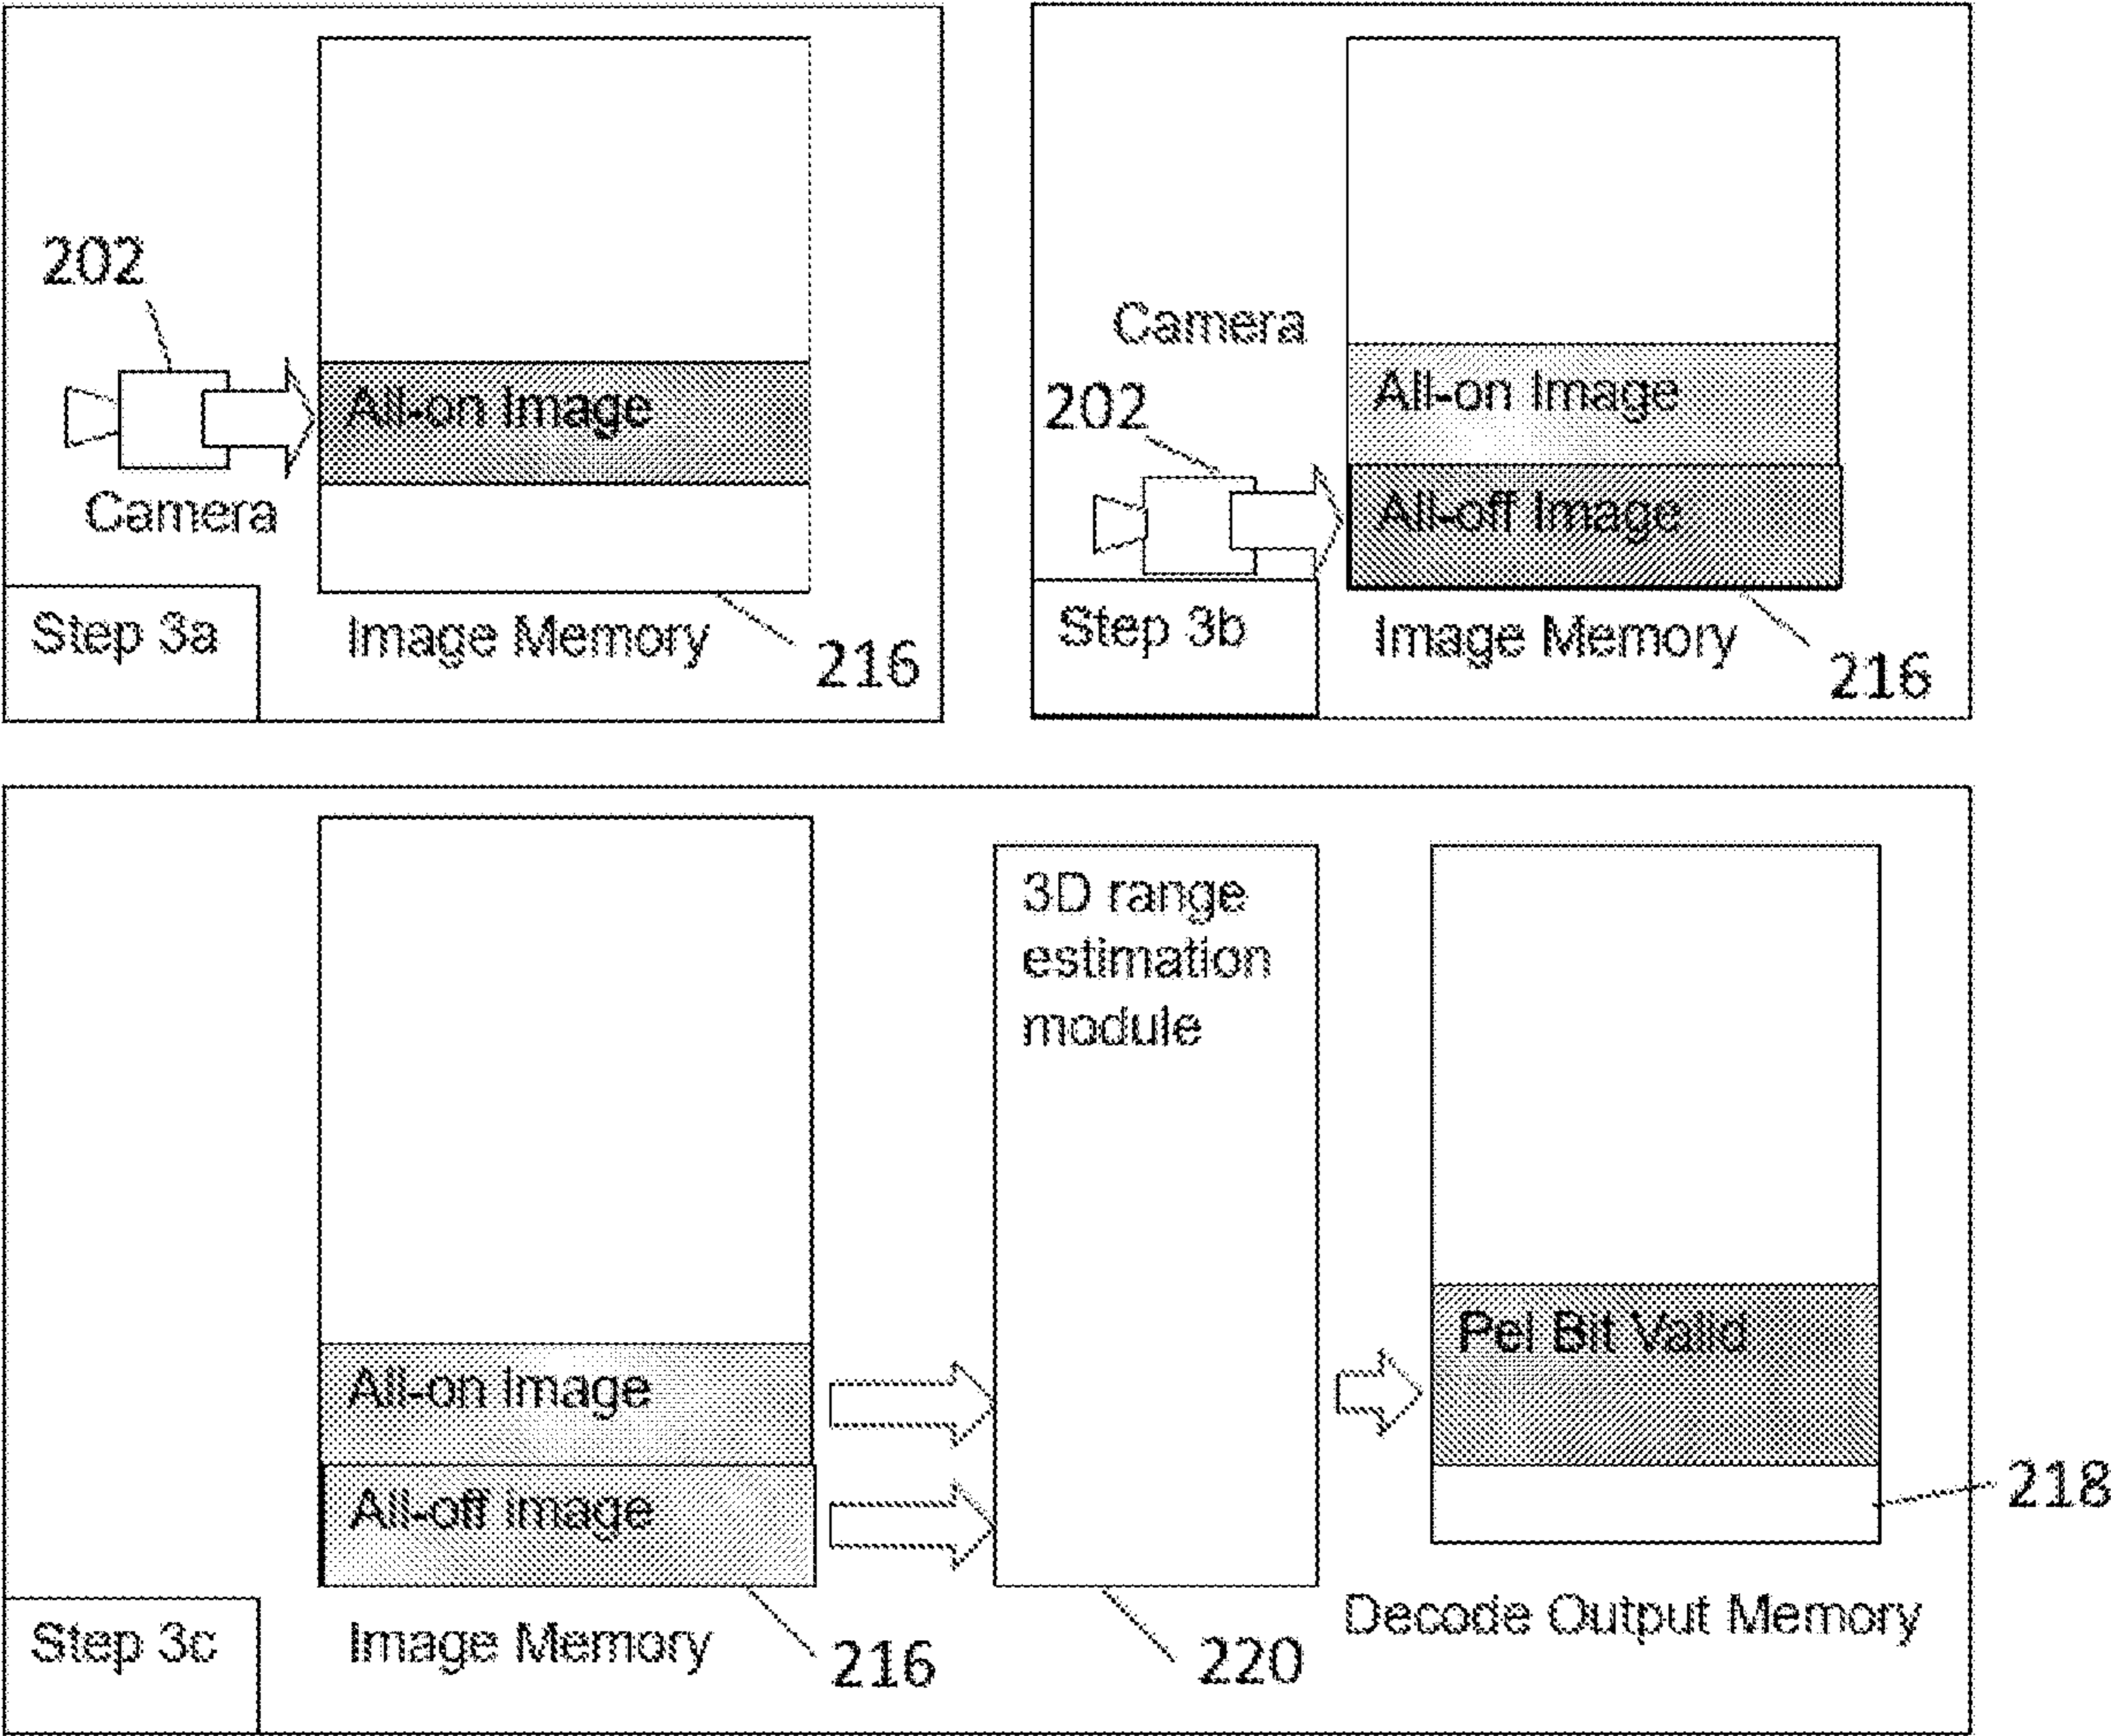 202
Camera
All-on Image
Step 3a
Image Memory
216
Camera
202
All-on Image
All-off Image
Step 3b
Image Memory
216
3D range
estimation
module
All-on Image
All-off Image
Pel Bit Valid
218
Step 3c
Image Memory
216
220
Decode Output Memory